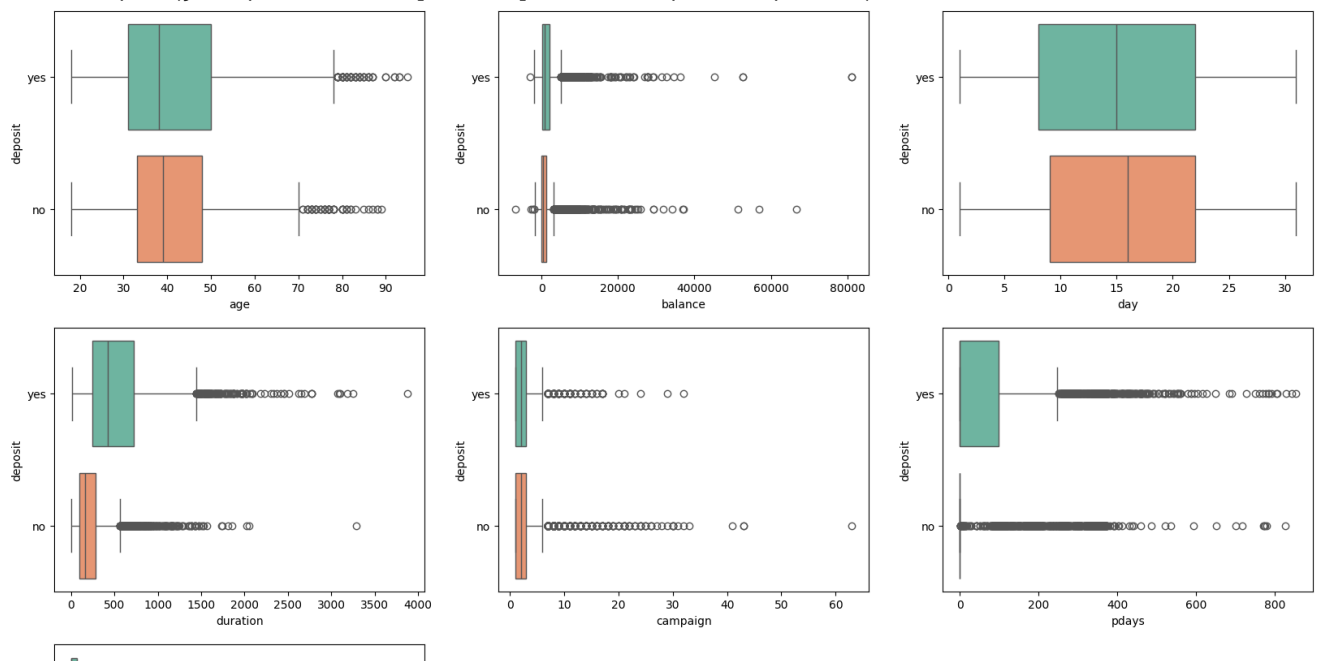 yes
no
deposit
20 30 40 50 60 70 80 90
age
yes
no
deposit
0 20000 40000 60000 80000
balance
yes
no
deposit
0 5 10 15 20 25 30
day
yes
no
deposit
0 500 1000 1500 2000 2500 3000 3500 4000
duration
yes
no
deposit
0 10 20 30 40 50 60
campaign
yes
no
deposit
0 200 400 600 800
pdays